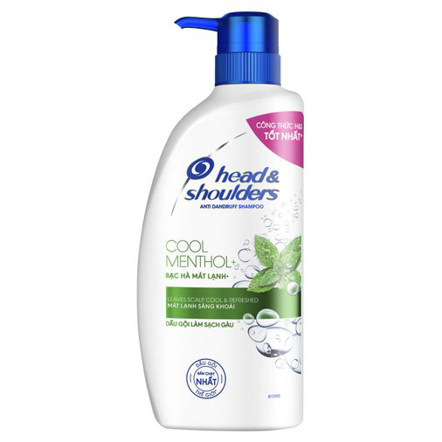 CÔNG THỨC H&S
TỐT NHẤT*
head&
shoulders
ANTI DANDRUFF SHAMPOO
COOL
MENTHOL+
BẠC HÀ MÁT LẠNH+
LEAVES SCALP COOL & REFRESHED
MÁT LẠNH SẢNG KHOÁI
DẦU GỘI LÀM SẠCH GÀU
DẦU GỘI
BÁN CHẠY
NHẤT
THẾ GIỚI